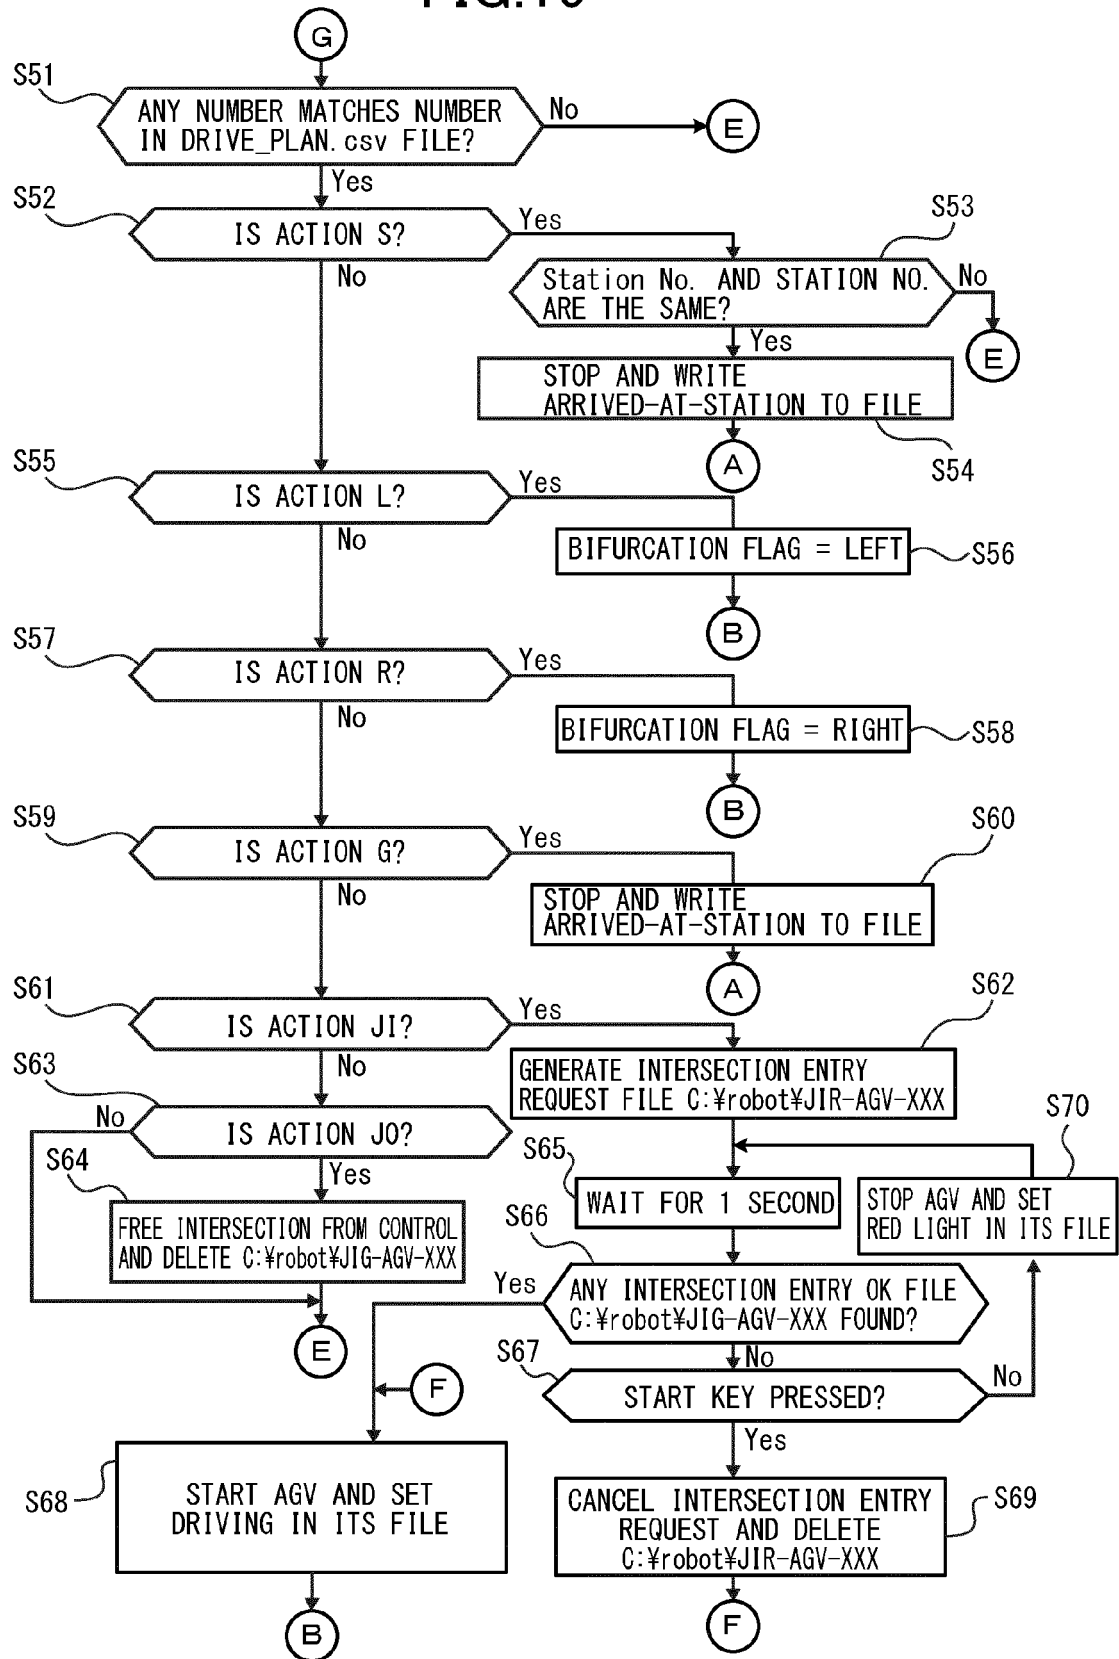 G
S51
ANY NUMBER MATCHES NUMBER
IN DRIVE_PLAN.csv FILE?
No
E
Yes
S52
IS ACTION S?
Yes
No
S53
Station No. AND STATION NO.
ARE THE SAME?
No
E
Yes
STOP AND WRITE
ARRIVED-AT-STATION TO FILE
S54
A
S55
IS ACTION L?
Yes
No
BIFURCATION FLAG = LEFT
S56
B
S57
IS ACTION R?
Yes
No
BIFURCATION FLAG = RIGHT
S58
B
S59
IS ACTION G?
Yes
No
S60
STOP AND WRITE
ARRIVED-AT-STATION TO FILE
A
S61
IS ACTION JI?
Yes
No
S62
GENERATE INTERSECTION ENTRY
REQUEST FILE C:¥robot¥JIR-AGV-XXX
S63
No
IS ACTION JO?
Yes
S64
FREE INTERSECTION FROM CONTROL
AND DELETE C:¥robot¥JIG-AGV-XXX
E
S65
WAIT FOR 1 SECOND
S70
STOP AGV AND SET
RED LIGHT IN ITS FILE
S66
Yes
ANY INTERSECTION ENTRY OK FILE
C:¥robot¥JIG-AGV-XXX FOUND?
No
S67
START KEY PRESSED?
No
Yes
F
S68
START AGV AND SET
DRIVING IN ITS FILE
B
CANCEL INTERSECTION ENTRY
REQUEST AND DELETE
C:¥robot¥JIR-AGV-XXX
S69
F